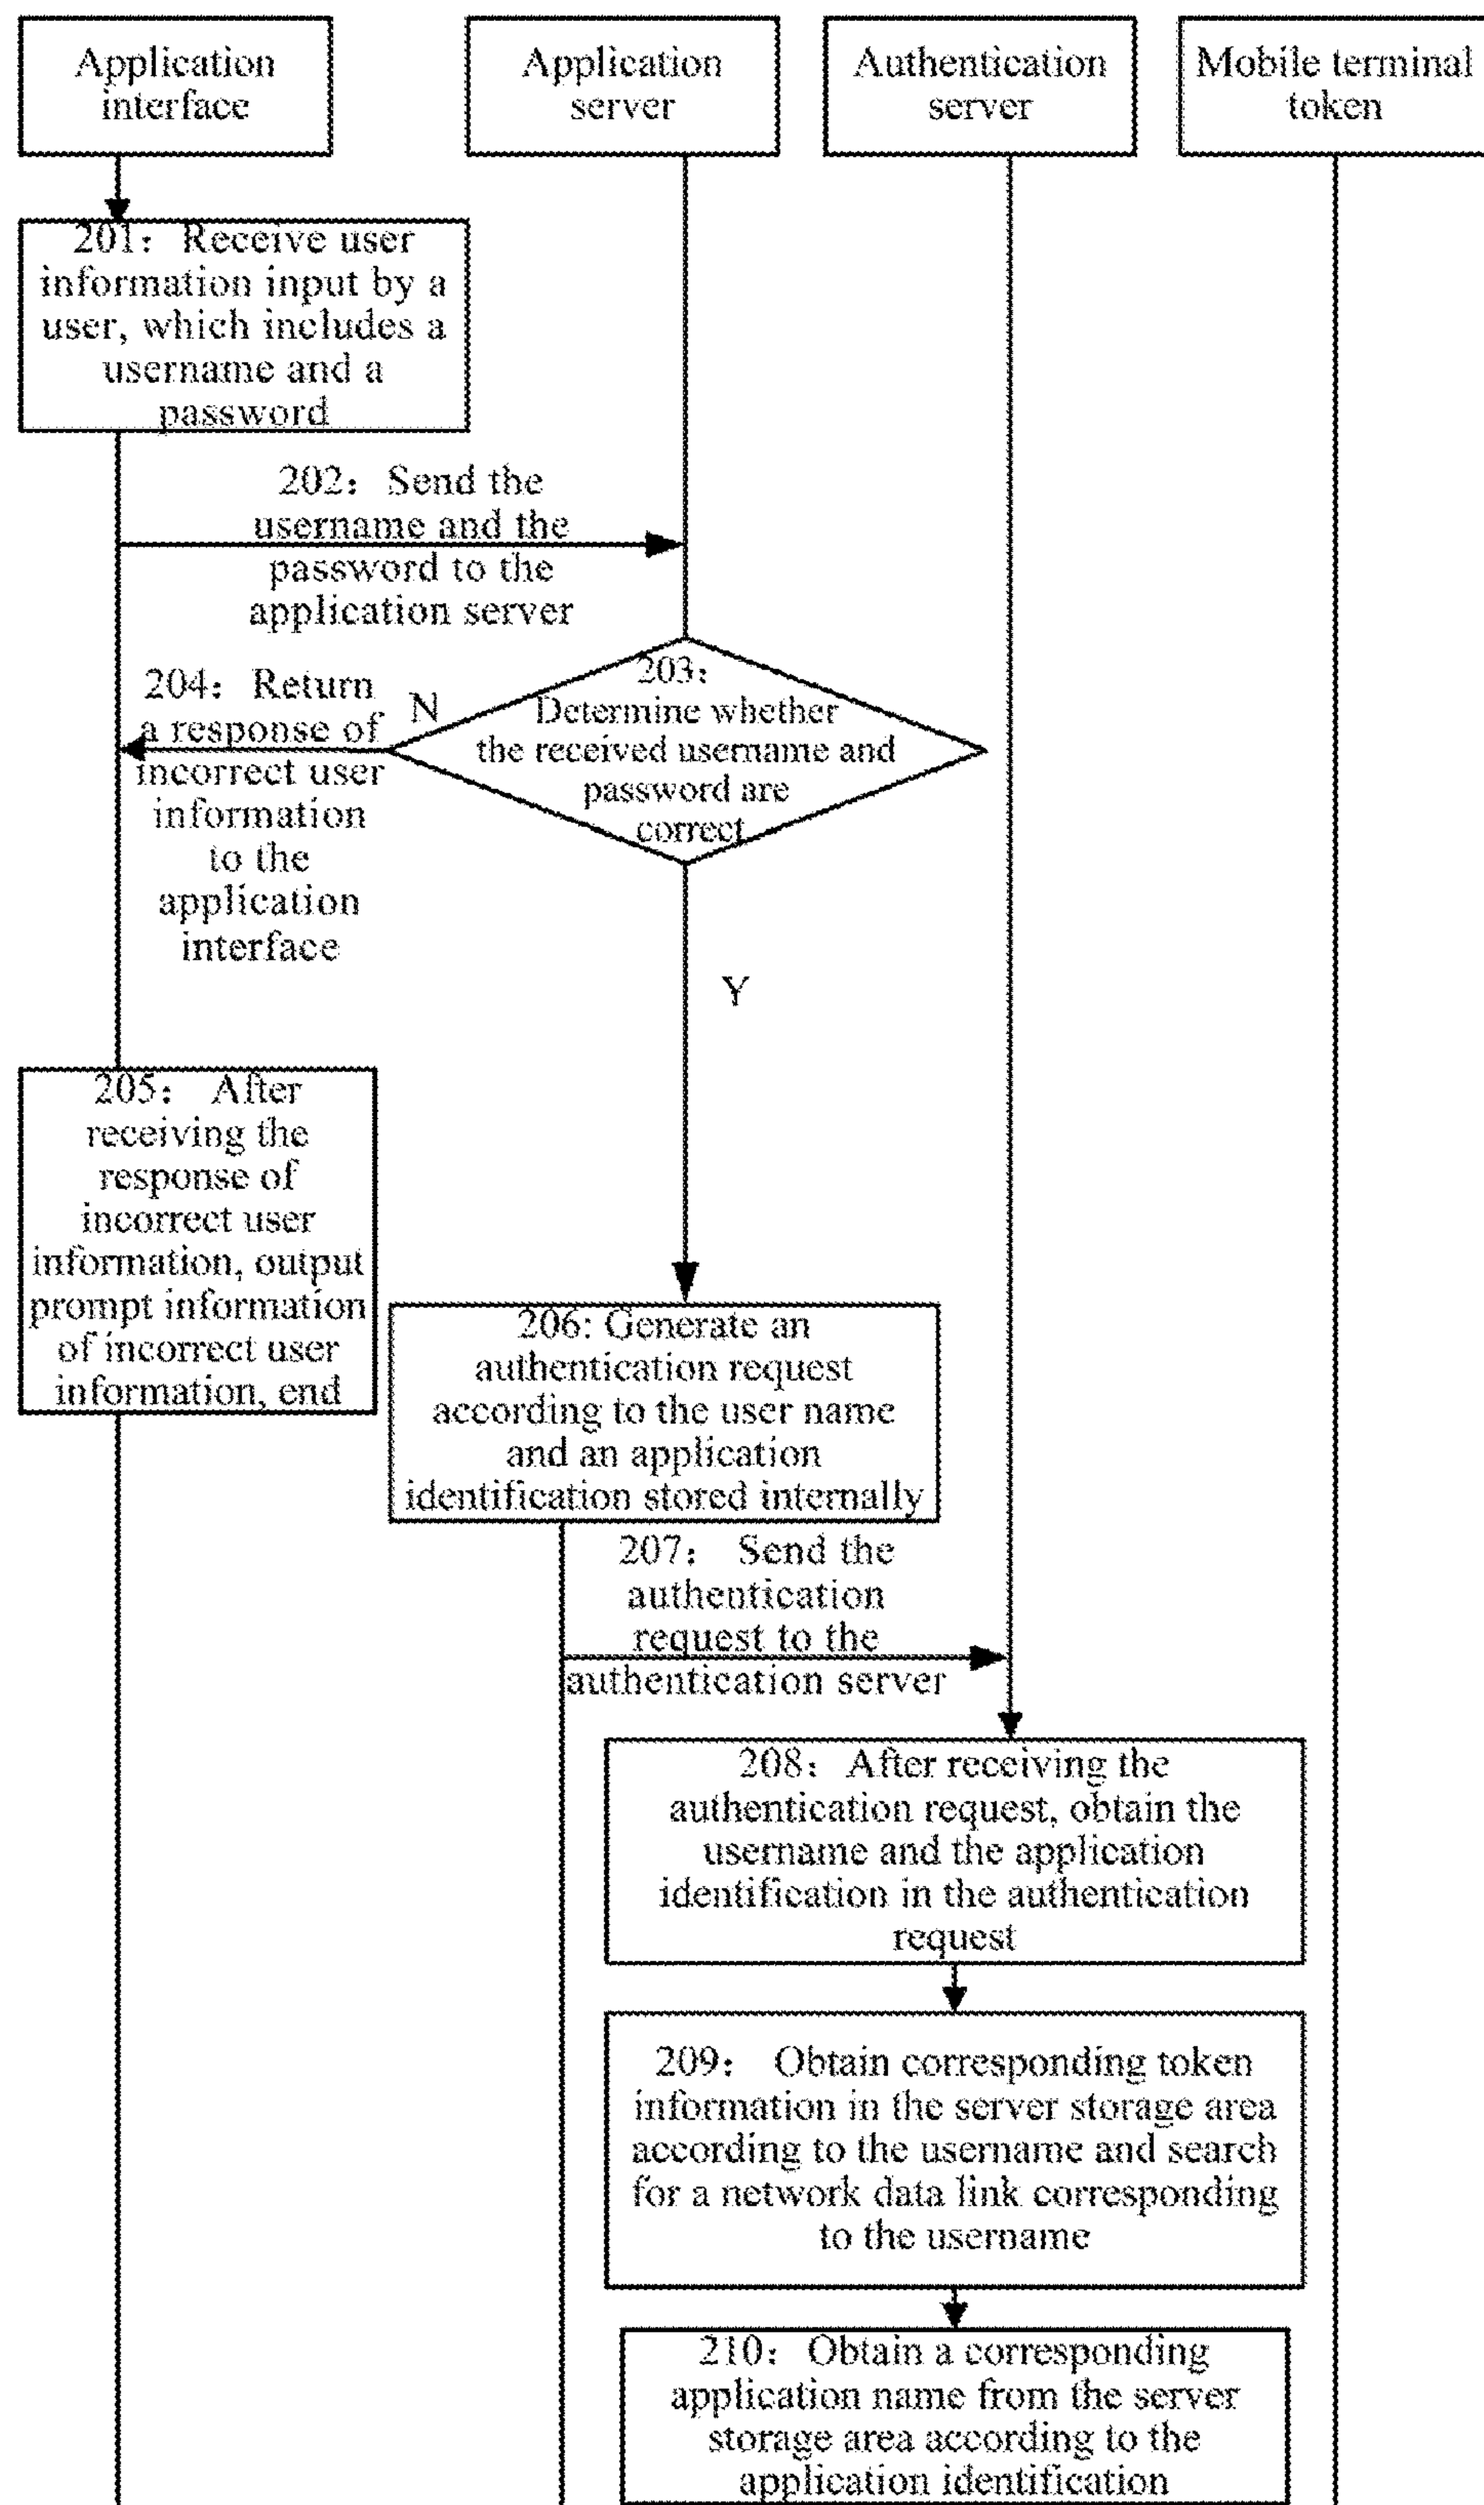 Application
interface
Application
server
Authentication
server
Mobile terminal
token
201: Receive user
information input by a
user, which includes a
username and a
password
202: Send the
username and the
password to the
application server
204: Return
a response of
incorrect user
information
to the
application
interface
N
203:
Determine whether
the received username and
password are
correct
Y
205: After
receiving the
response of
incorrect user
information, output
prompt information
of incorrect user
information, end
206: Generate an
authentication request
according to the user name
and an application
identification stored internally
207: Send the
authentication
request to the
authentication server
208: After receiving the
authentication request, obtain the
username and the application
identification in the authentication
request
209: Obtain corresponding token
information in the server storage area
according to the username and search
for a network data link corresponding
to the username
210: Obtain a corresponding
application name from the server
storage area according to the
application identification